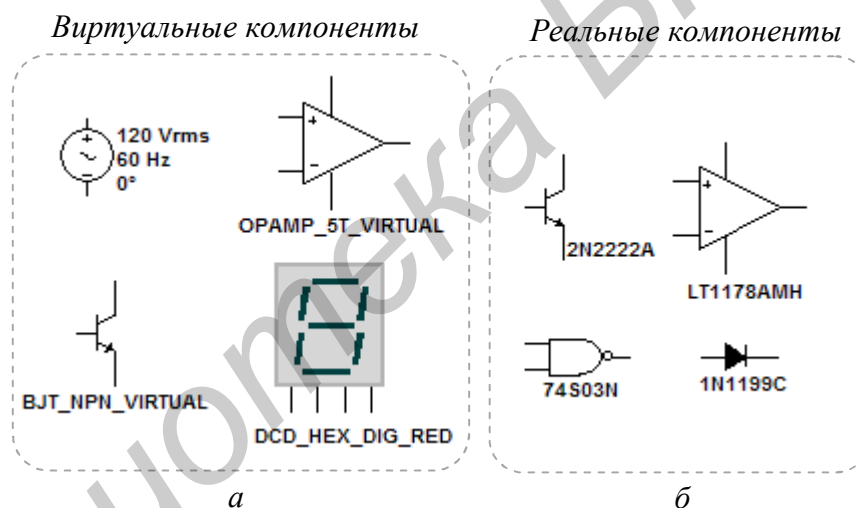 Виртуальные компоненты
120 Vrms
60 Hz
0°
OPAMP_5T_VIRTUAL
BJT_NPN_VIRTUAL
DCD_HEX_DIG_RED
а
Реальные компоненты
2N2222A
LT1178AMH
74S03N
1N1199C
б